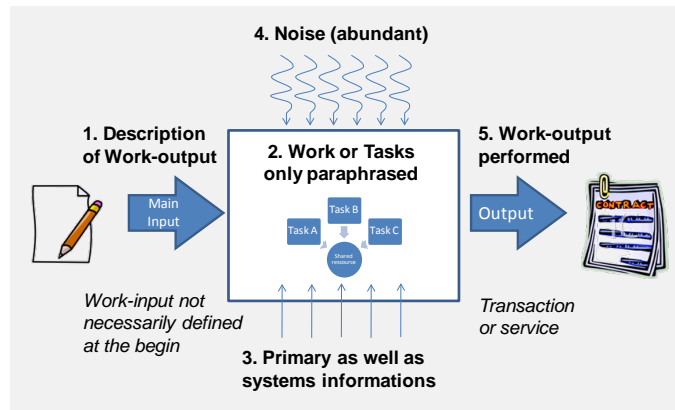 4. Noise (abundant)
1. Description
of Work-output
2. Work or Tasks
only paraphrased
5. Work-output
performed
Main
Input
Task B
Task A
Task C
Shared
ressource
Output
CONTRACT
Work-input not
necessarily defined
at the begin
Transaction
or service
3. Primary as well as
systems informations